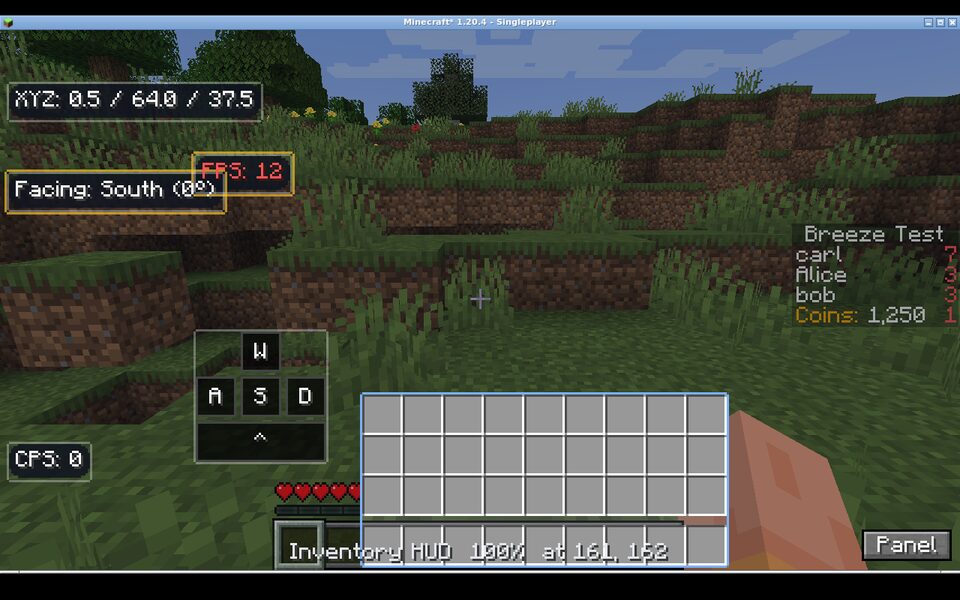 Minecraft* 1.20.4 - Singleplayer
XYZ: 0.5 / 64.0 / 37.5
FPS: 12
Facing: South (0°)
Breeze Test
carl 7
Alice 3
bob 3
Coins: 1,250 1
W
A S D
^
CPS: 0
Inventory HUD 100% at 161, 162
Panel